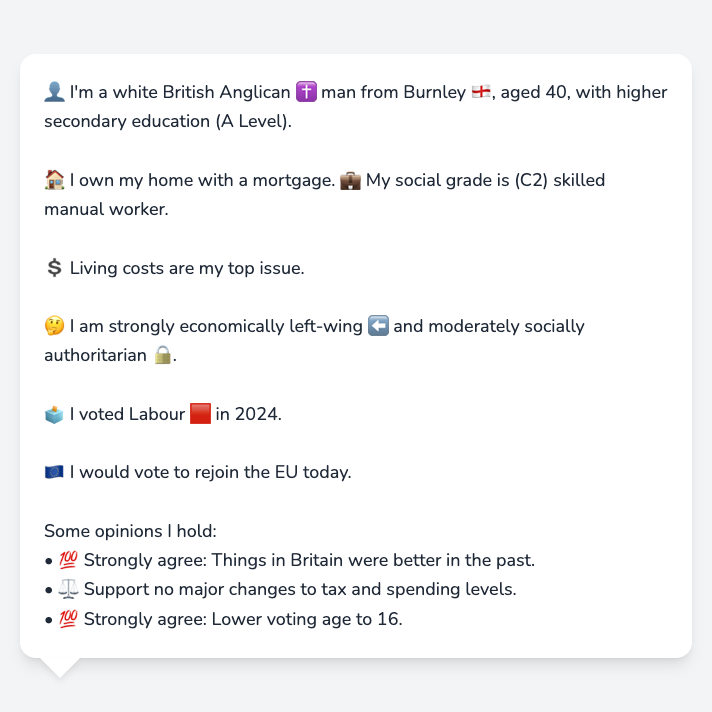 👤 I'm a white British Anglican ✝️ man from Burnley 🏴󠁧󠁢󠁥󠁮󠁧󠁿, aged 40, with higher
secondary education (A Level).
🏠 I own my home with a mortgage. 💼 My social grade is (C2) skilled
manual worker.
💲 Living costs are my top issue.
🤔 I am strongly economically left-wing ⬅️ and moderately socially
authoritarian 🔒.
🗳️ I voted Labour 🟥 in 2024.
🇪🇺 I would vote to rejoin the EU today.
Some opinions I hold:
• 💯 Strongly agree: Things in Britain were better in the past.
• ⚖️ Support no major changes to tax and spending levels.
• 💯 Strongly agree: Lower voting age to 16.